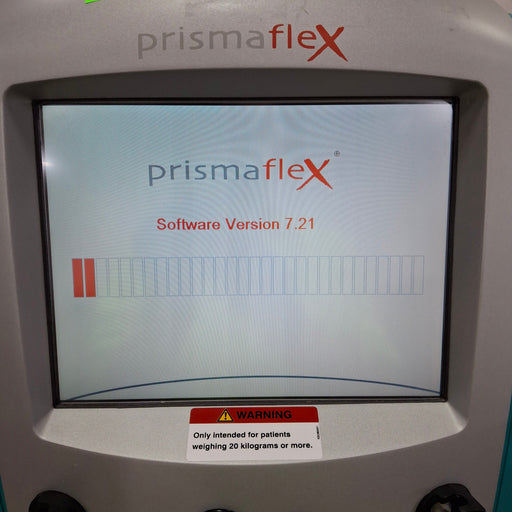 prismaflex
prismaflex®
Software Version 7.21
WARNING
Only intended for patients
weighing 20 kilograms or more.